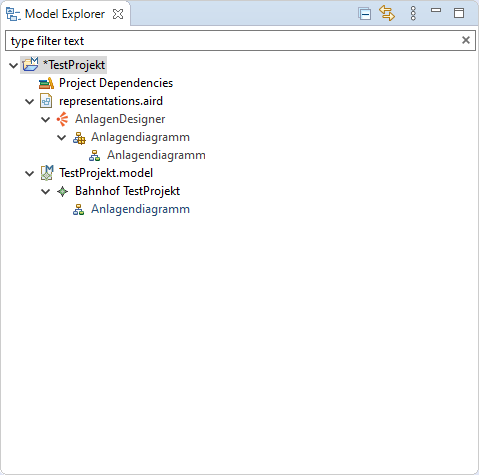 Model Explorer
type filter text
*TestProjekt
Project Dependencies
representations.aird
AnlagenDesigner
Anlagendiagramm
Anlagendiagramm
TestProjekt.model
Bahnhof TestProjekt
Anlagendiagramm